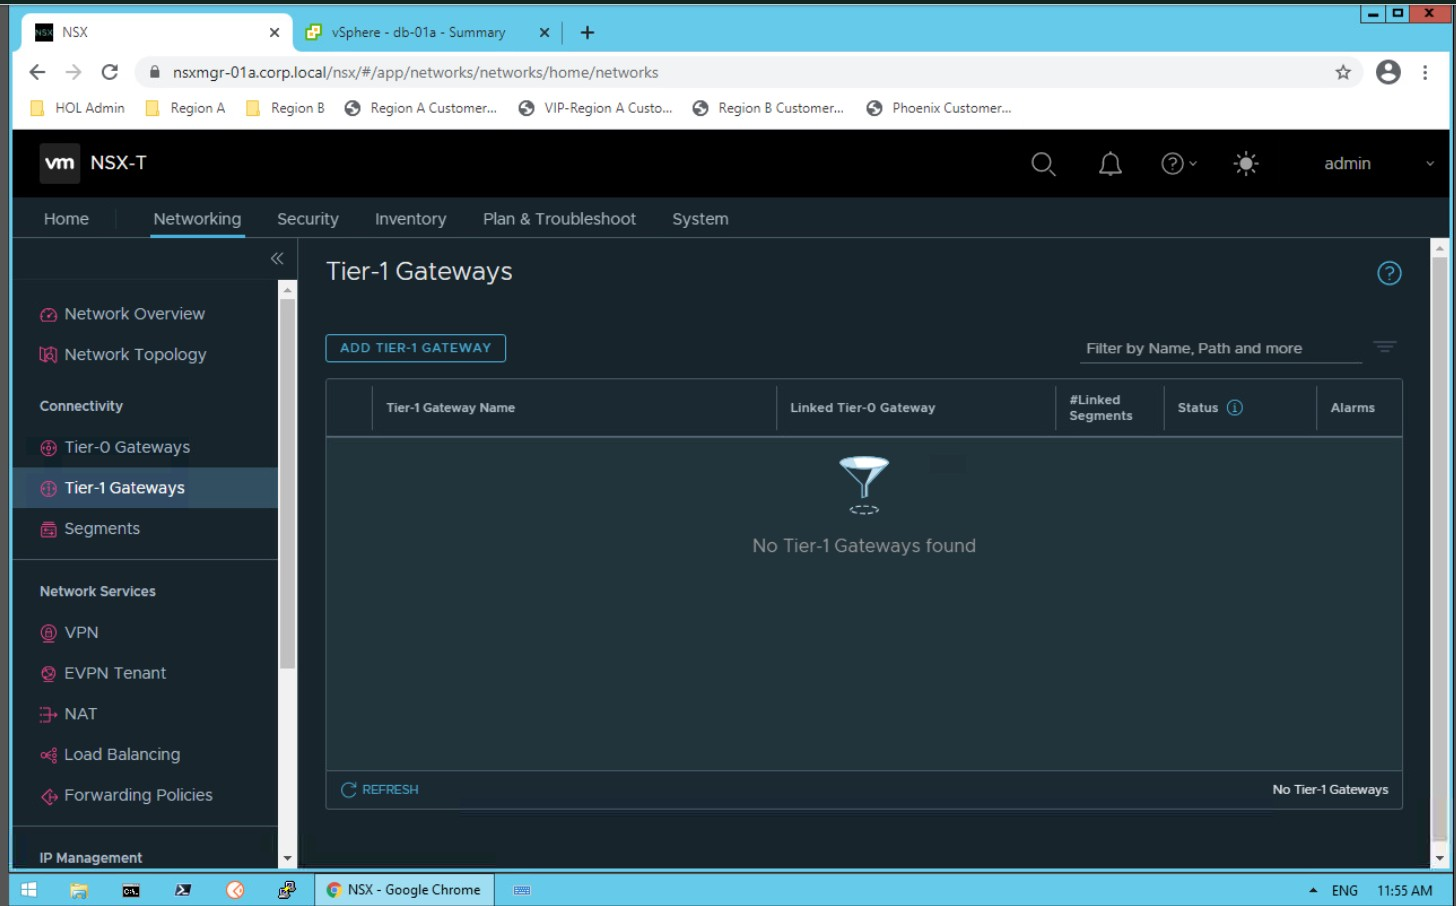 NSX
vSphere - db-01a - Summary
nsxmgr-01a.corp.local/nsx/#/app/networks/networks/home/networks
HOL Admin Region A Region B Region A Customer... VIP-Region A Custo... Region B Customer... Phoenix Customer...
vm NSX-T admin
Home Networking Security Inventory Plan & Troubleshoot System
Network Overview
Network Topology
Connectivity
Tier-0 Gateways
Tier-1 Gateways
Segments
Network Services
VPN
EVPN Tenant
NAT
Load Balancing
Forwarding Policies
IP Management
Tier-1 Gateways
ADD TIER-1 GATEWAY
Filter by Name, Path and more
Tier-1 Gateway Name Linked Tier-0 Gateway #Linked Segments Status Alarms
No Tier-1 Gateways found
REFRESH
No Tier-1 Gateways
NSX - Google Chrome
ENG 11:55 AM